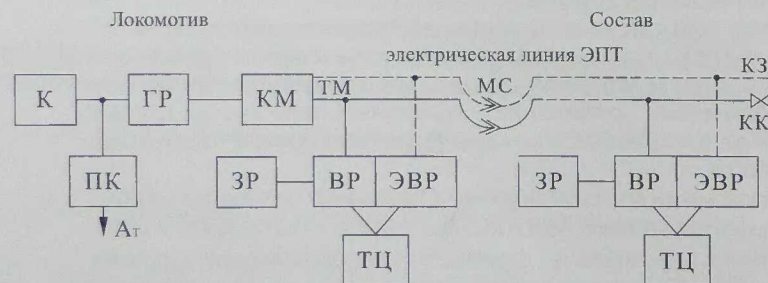 Локомотив Состав
электрическая линия ЭПТ
К ГР КМ ТМ МС КЗ
КК
ПК ЗР ВР ЭВР ЗР ВР ЭВР
Ат
ТЦ ТЦ